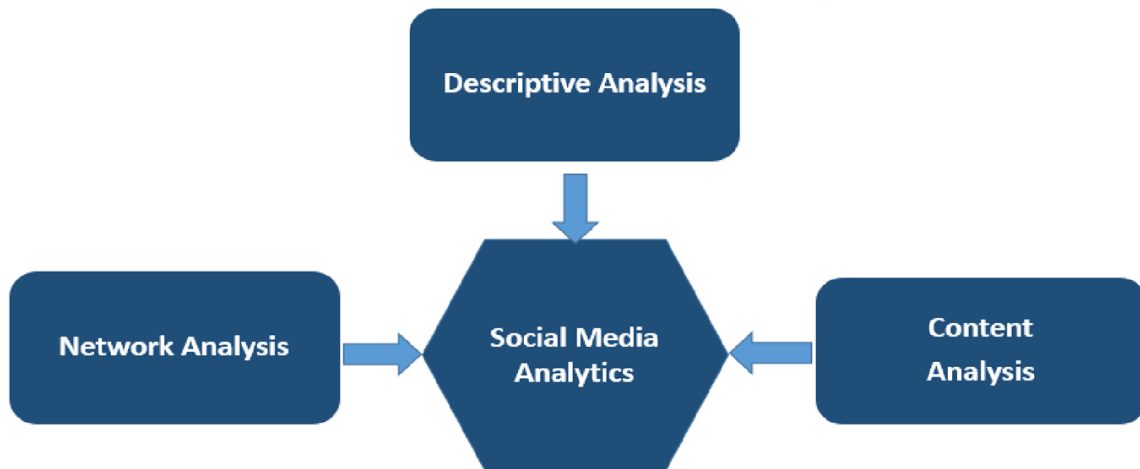 Descriptive Analysis
Network Analysis
Social Media
Analytics
Content
Analysis